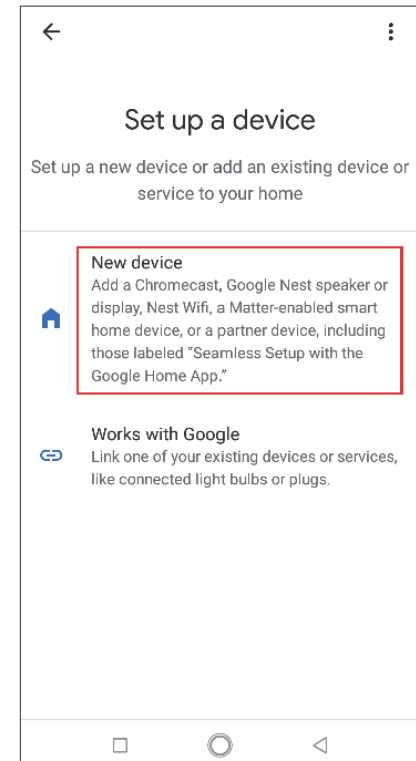 Set up a device
Set up a new device or add an existing device or
service to your home
New device
Add a Chromecast, Google Nest speaker or
display, Nest Wifi, a Matter-enabled smart
home device, or a partner device, including
those labeled “Seamless Setup with the
Google Home App.”
Works with Google
Link one of your existing devices or services,
like connected light bulbs or plugs.